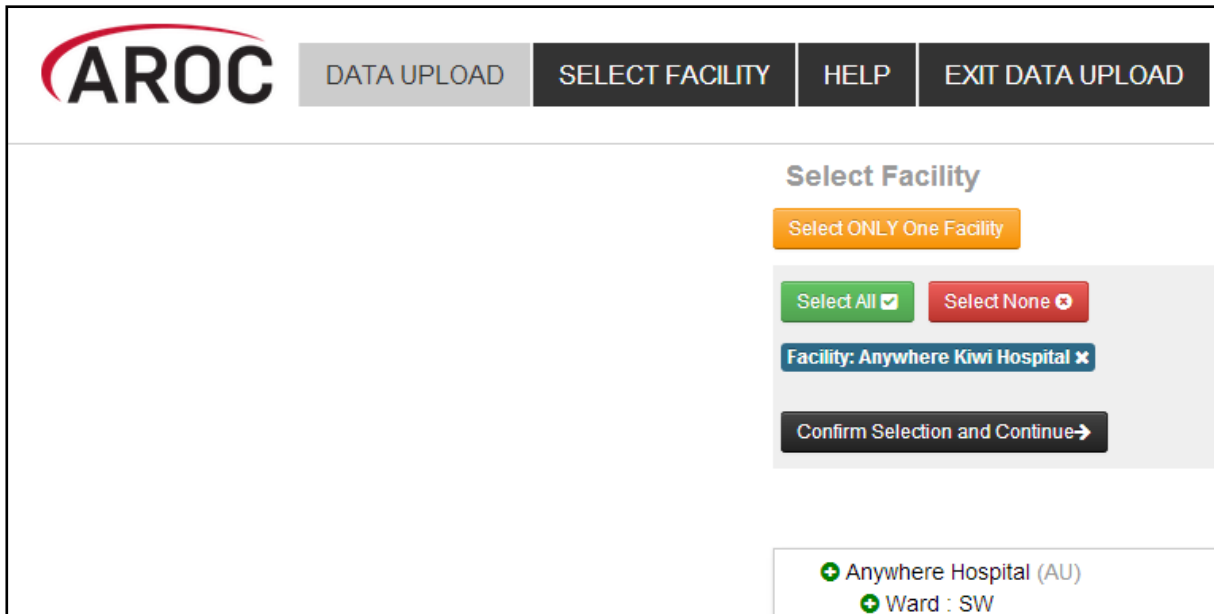 AROC DATA UPLOAD SELECT FACILITY HELP EXIT DATA UPLOAD
Select Facility
Select ONLY One Facility
Select All Select None
Facility: Anywhere Kiwi Hospital
Confirm Selection and Continue
Anywhere Hospital (AU)
Ward : SW